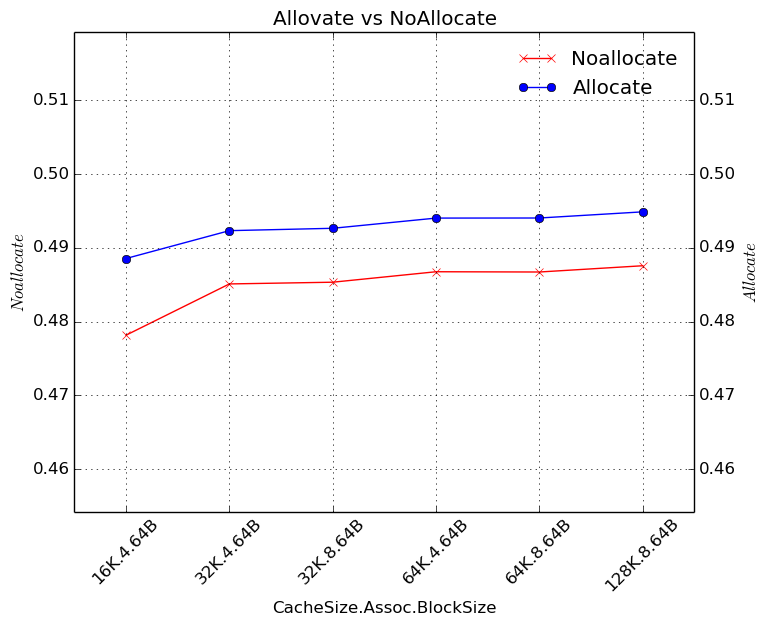 Allovate vs NoAllocate
Noallocate
Allocate
0.51
0.50
0.49
0.48
0.47
0.46
Noallocate
0.51
0.50
0.49
0.48
0.47
0.46
Allocate
16K.4.64B
32K.4.64B
32K.8.64B
64K.4.64B
64K.8.64B
128K.8.64B
CacheSize.Assoc.BlockSize